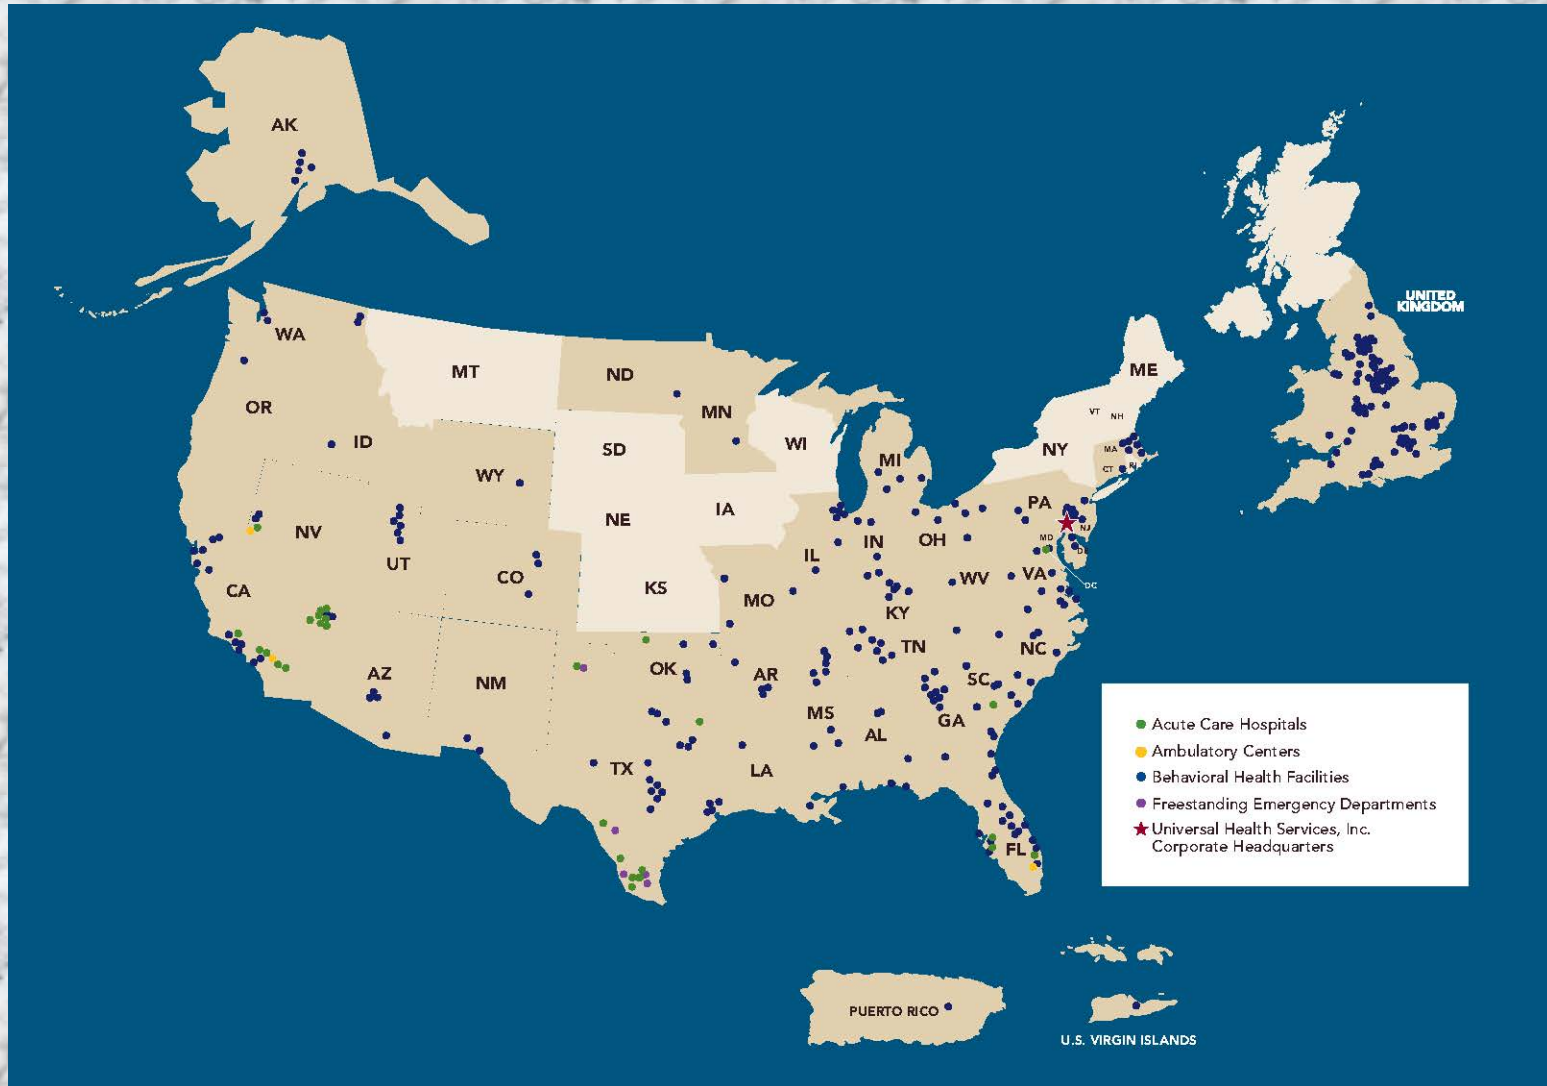 AK
UNITED
KINGDOM
WA
MT
ND
MN
OR
ID
SD
WI
MI
NY
VT
NH
ME
MA
CT
RI
WY
NE
IA
PA
NJ
NV
UT
CO
IL
IN
OH
MD
DE
CA
KS
MO
KY
WV
VA
DC
AZ
NM
OK
AR
TN
NC
SC
MS
AL
GA
TX
LA
FL
Acute Care Hospitals
Ambulatory Centers
Behavioral Health Facilities
Freestanding Emergency Departments
Universal Health Services, Inc.
Corporate Headquarters
PUERTO RICO
U.S. VIRGIN ISLANDS